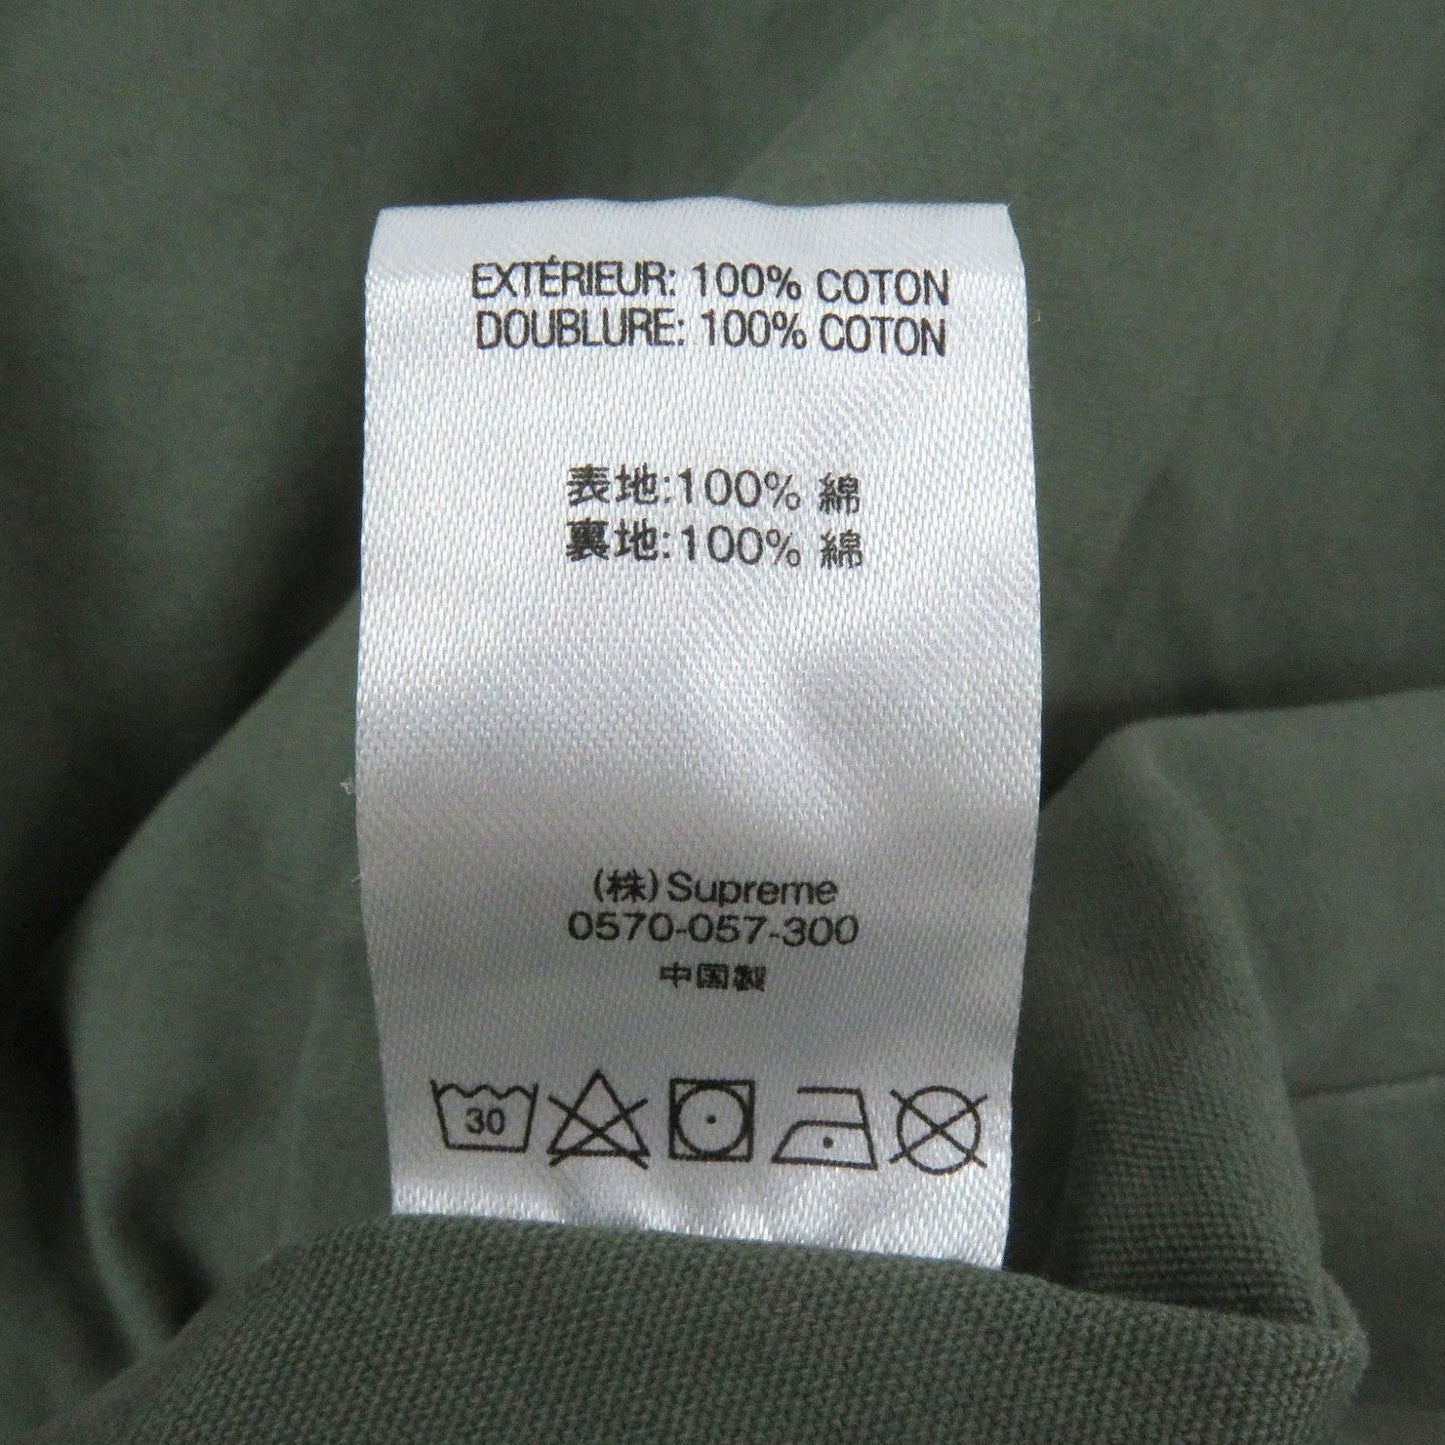 EXTÉRIEUR: 100% COTON
DOUBLURE: 100% COTON
表地:100% 綿
裏地:100% 綿
(株)Supreme
0570-057-300
中国製
30